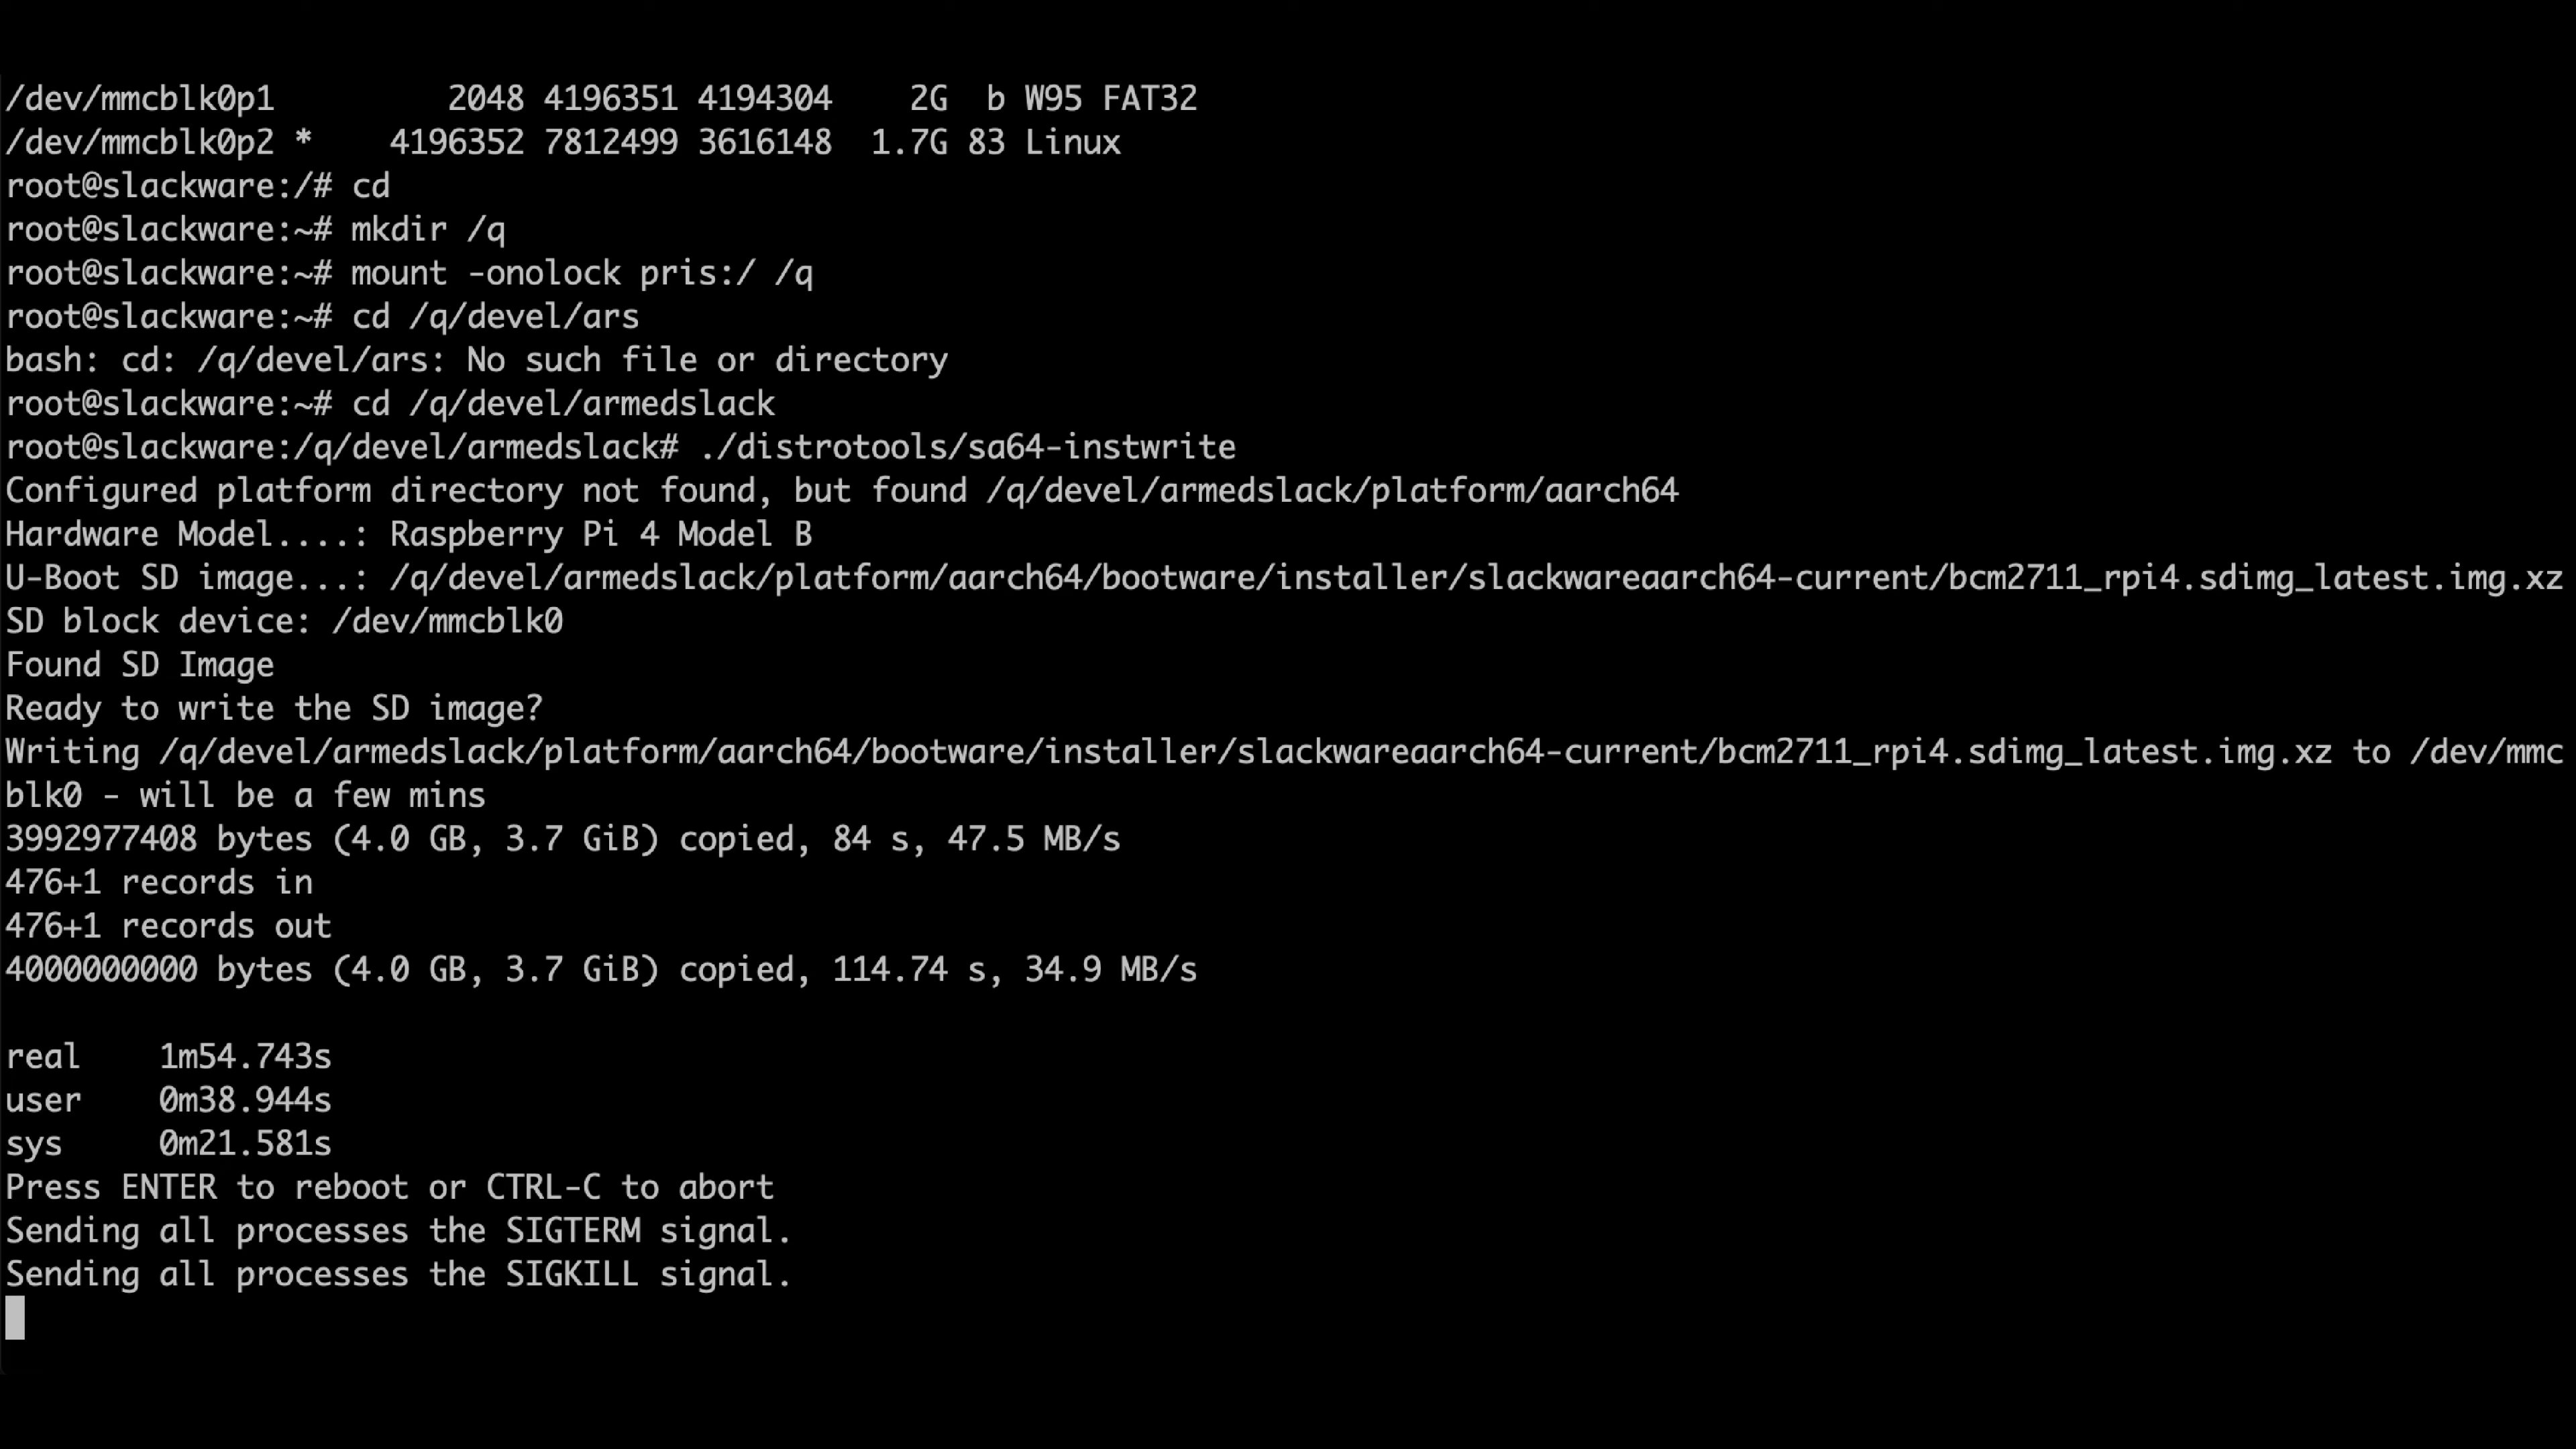 /dev/mmcblk0p1         2048 4196351 4194304    2G  b W95 FAT32
/dev/mmcblk0p2 *    4196352 7812499 3616148  1.7G 83 Linux
root@slackware:/# cd
root@slackware:~# mkdir /q
root@slackware:~# mount -onolock pris:/ /q
root@slackware:~# cd /q/devel/ars
bash: cd: /q/devel/ars: No such file or directory
root@slackware:~# cd /q/devel/armedslack
root@slackware:/q/devel/armedslack# ./distrotools/sa64-instwrite
Configured platform directory not found, but found /q/devel/armedslack/platform/aarch64
Hardware Model....: Raspberry Pi 4 Model B
U-Boot SD image...: /q/devel/armedslack/platform/aarch64/bootware/installer/slackwareaarch64-current/bcm2711_rpi4.sdimg_latest.img.xz
SD block device: /dev/mmcblk0
Found SD Image
Ready to write the SD image?
Writing /q/devel/armedslack/platform/aarch64/bootware/installer/slackwareaarch64-current/bcm2711_rpi4.sdimg_latest.img.xz to /dev/mmc
blk0 - will be a few mins
3992977408 bytes (4.0 GB, 3.7 GiB) copied, 84 s, 47.5 MB/s
476+1 records in
476+1 records out
4000000000 bytes (4.0 GB, 3.7 GiB) copied, 114.74 s, 34.9 MB/s

real    1m54.743s
user    0m38.944s
sys     0m21.581s
Press ENTER to reboot or CTRL-C to abort
Sending all processes the SIGTERM signal.
Sending all processes the SIGKILL signal.